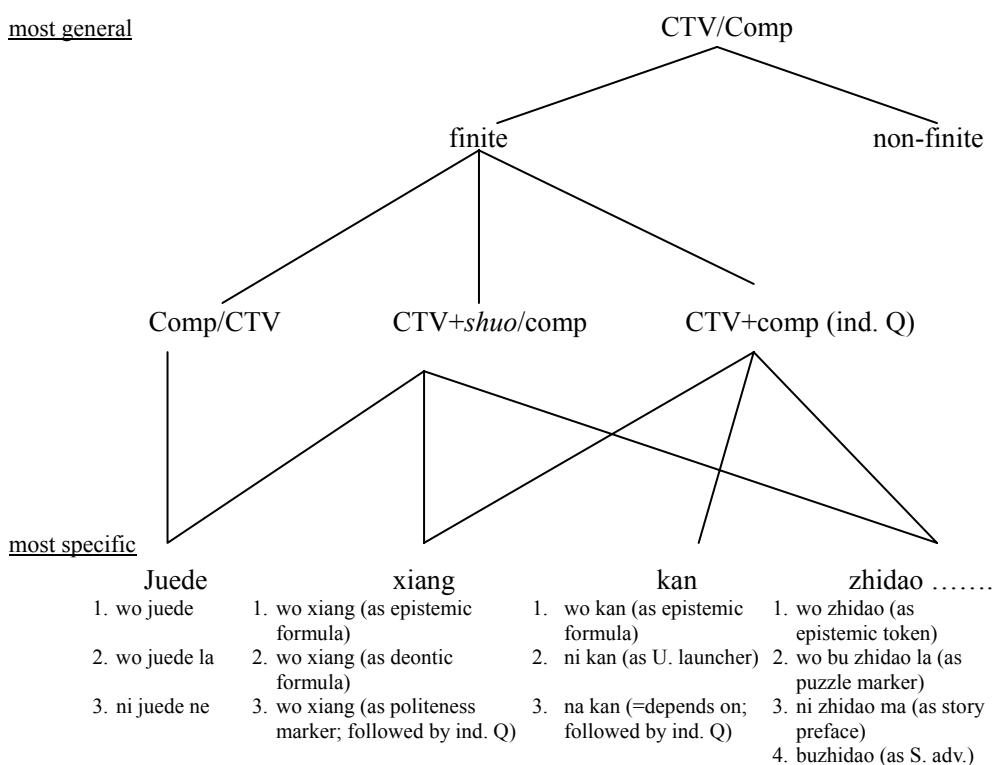 most general
CTV/Comp
finite
non-finite
Comp/CTV
CTV+shuo/comp
CTV+comp (ind. Q)
most specific
Juede
1. wo juede
2. wo juede la
3. ni juede ne
xiang
1. wo xiang (as epistemic
formula)
2. wo xiang (as deontic
formula)
3. wo xiang (as politeness
marker; followed by ind. Q)
kan
1. wo kan (as epistemic
formula)
2. ni kan (as U. launcher)
3. na kan (=depends on;
followed by ind. Q)
zhidao …….
1. wo zhidao (as
epistemic token)
2. wo bu zhidao la (as
puzzle marker)
3. ni zhidao ma (as story
preface)
4. buzhidao (as S. adv.)